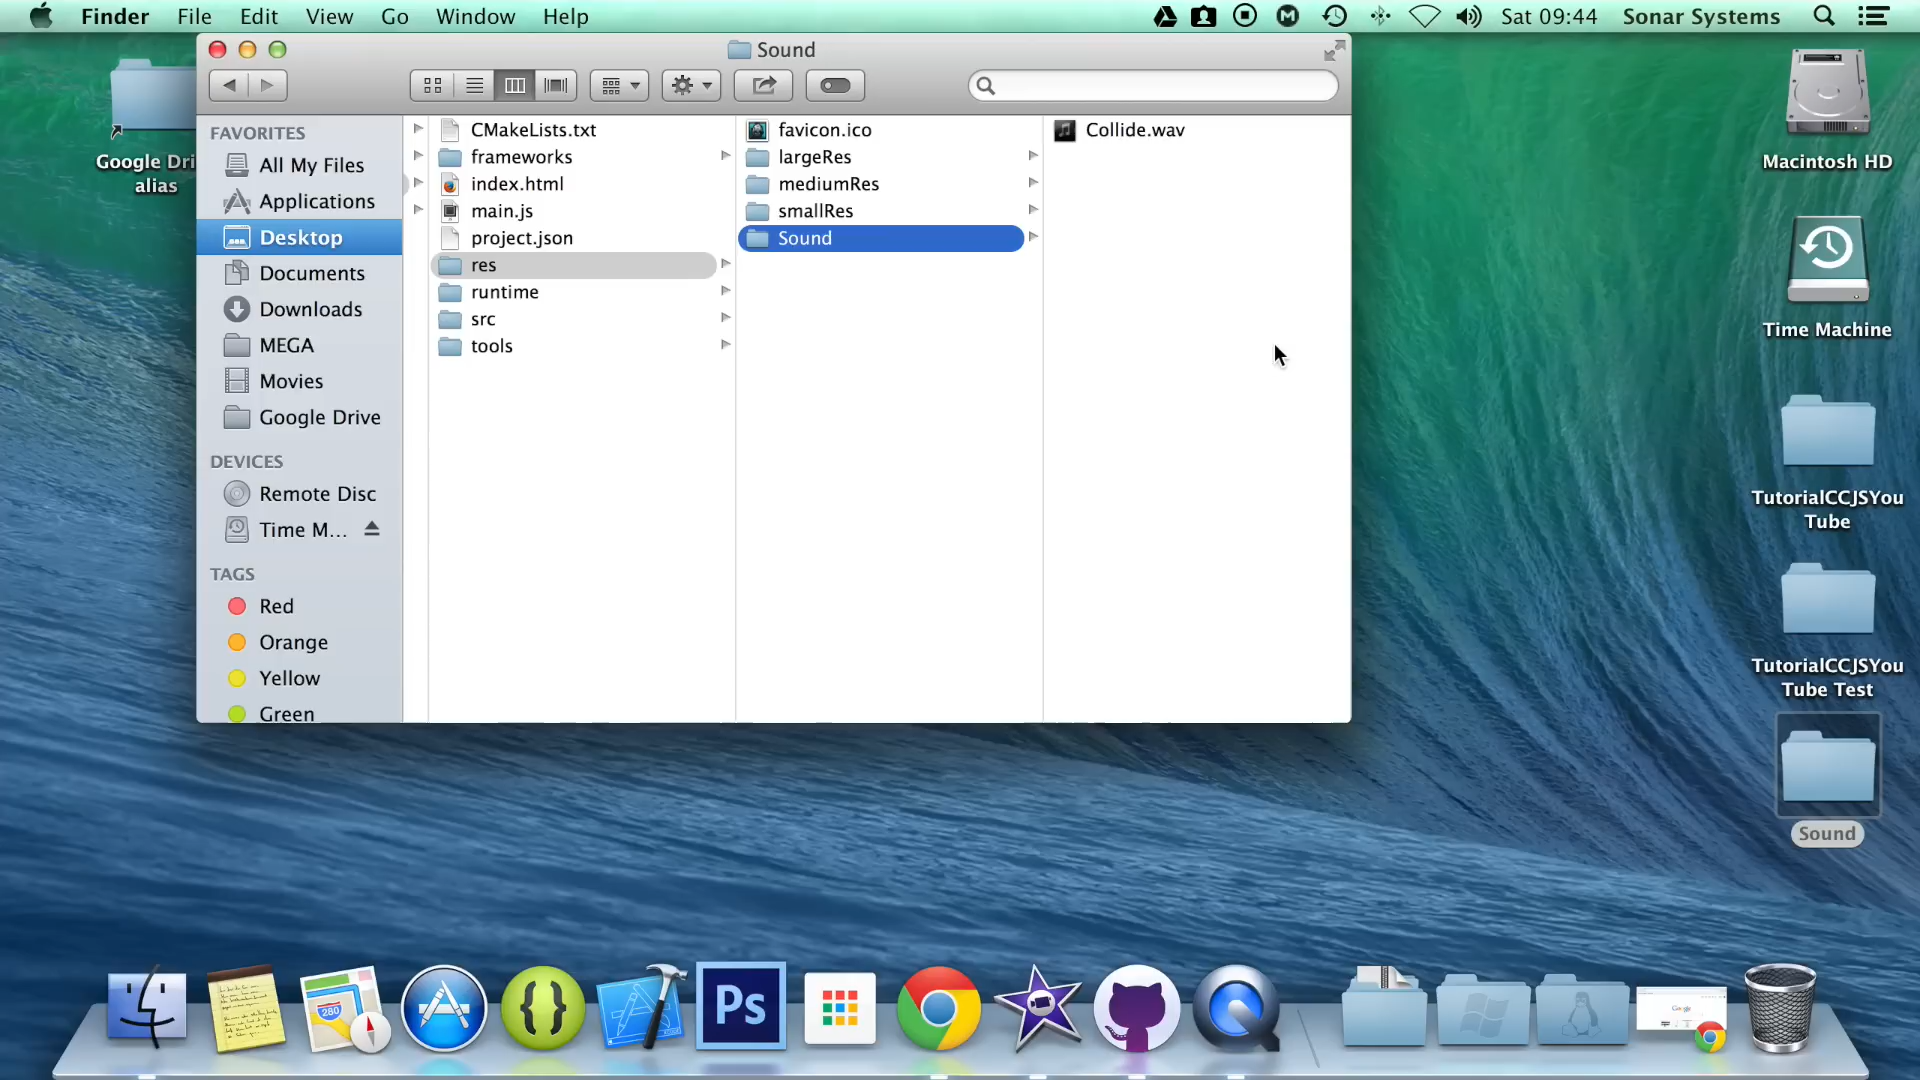 Finder File Edit View Go Window Help Sat 09:44 Sonar Systems
Sound
FAVORITES
All My Files
Applications
Desktop
Documents
Downloads
MEGA
Movies
Google Drive
DEVICES
Remote Disc
Time M...
TAGS
Red
Orange
Yellow
Green
CMakeLists.txt
frameworks
index.html
main.js
project.json
res
runtime
src
tools
favicon.ico
largeRes
mediumRes
smallRes
Sound
Collide.wav
Google Dri
alias
Macintosh HD
Time Machine
TutorialCCJSYou
Tube
TutorialCCJSYou
Tube Test
Sound
280
Ps
Google